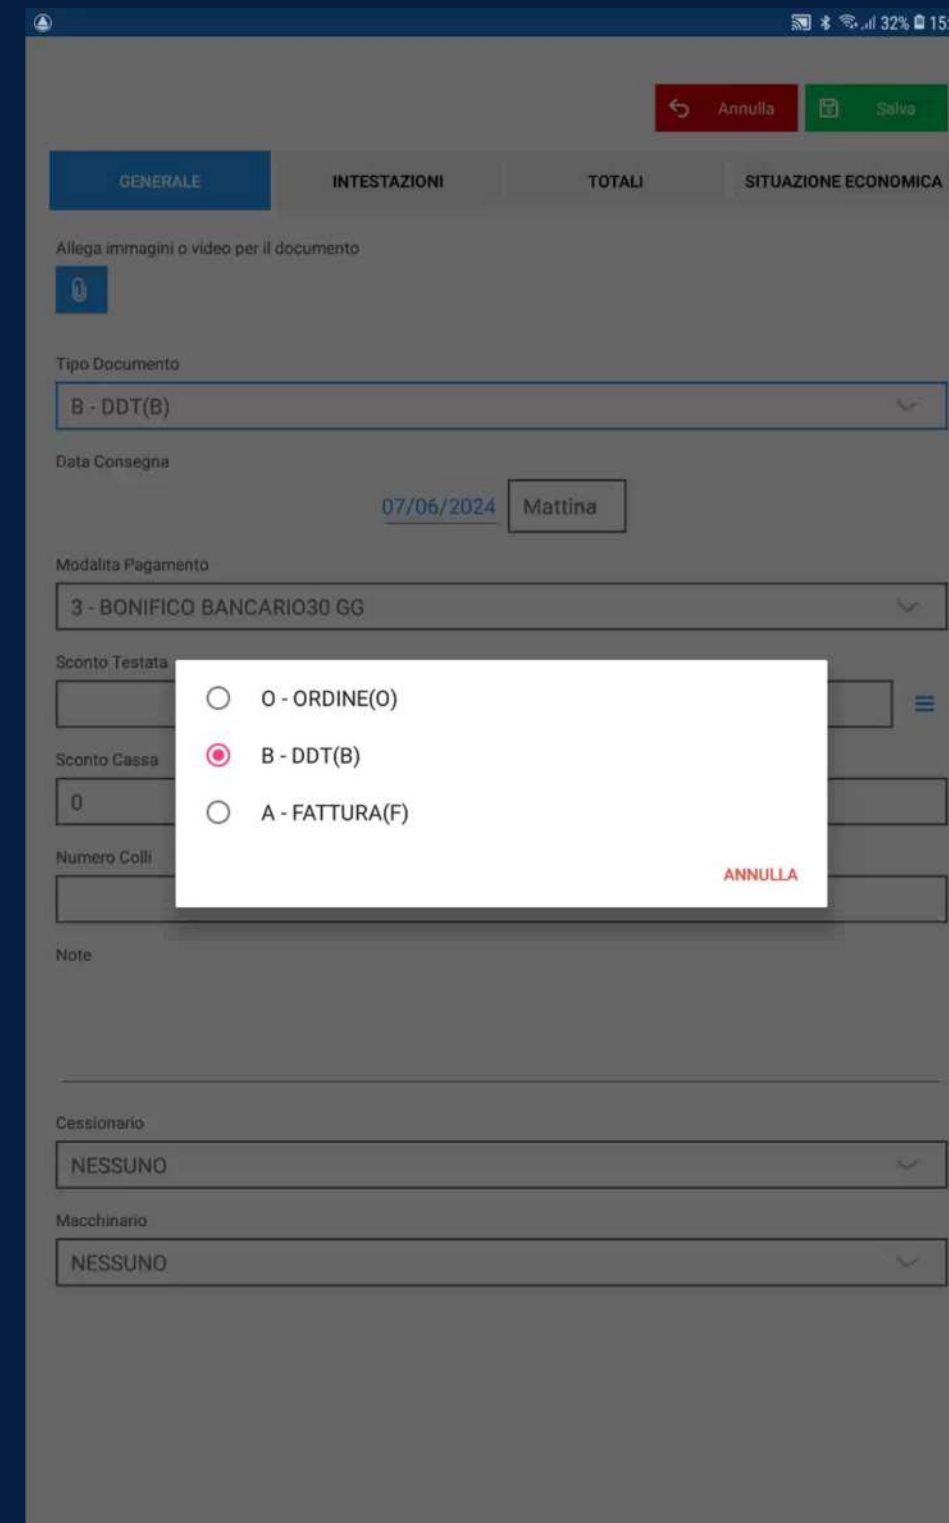 32% 15:
Annulla Salva
GENERALE INTESTAZIONI TOTALI SITUAZIONE ECONOMICA
Allega immagini o video per il documento
Tipo Documento
B - DDT(B)
Data Consegna
07/06/2024 Mattina
Modalita Pagamento
3 - BONIFICO BANCARIO30 GG
Sconto Testata
O - ORDINE(O)
B - DDT(B)
Sconto Cassa
0
A - FATTURA(F)
Numero Colli
ANNULLA
Note
Cessionario
NESSUNO
Macchinario
NESSUNO